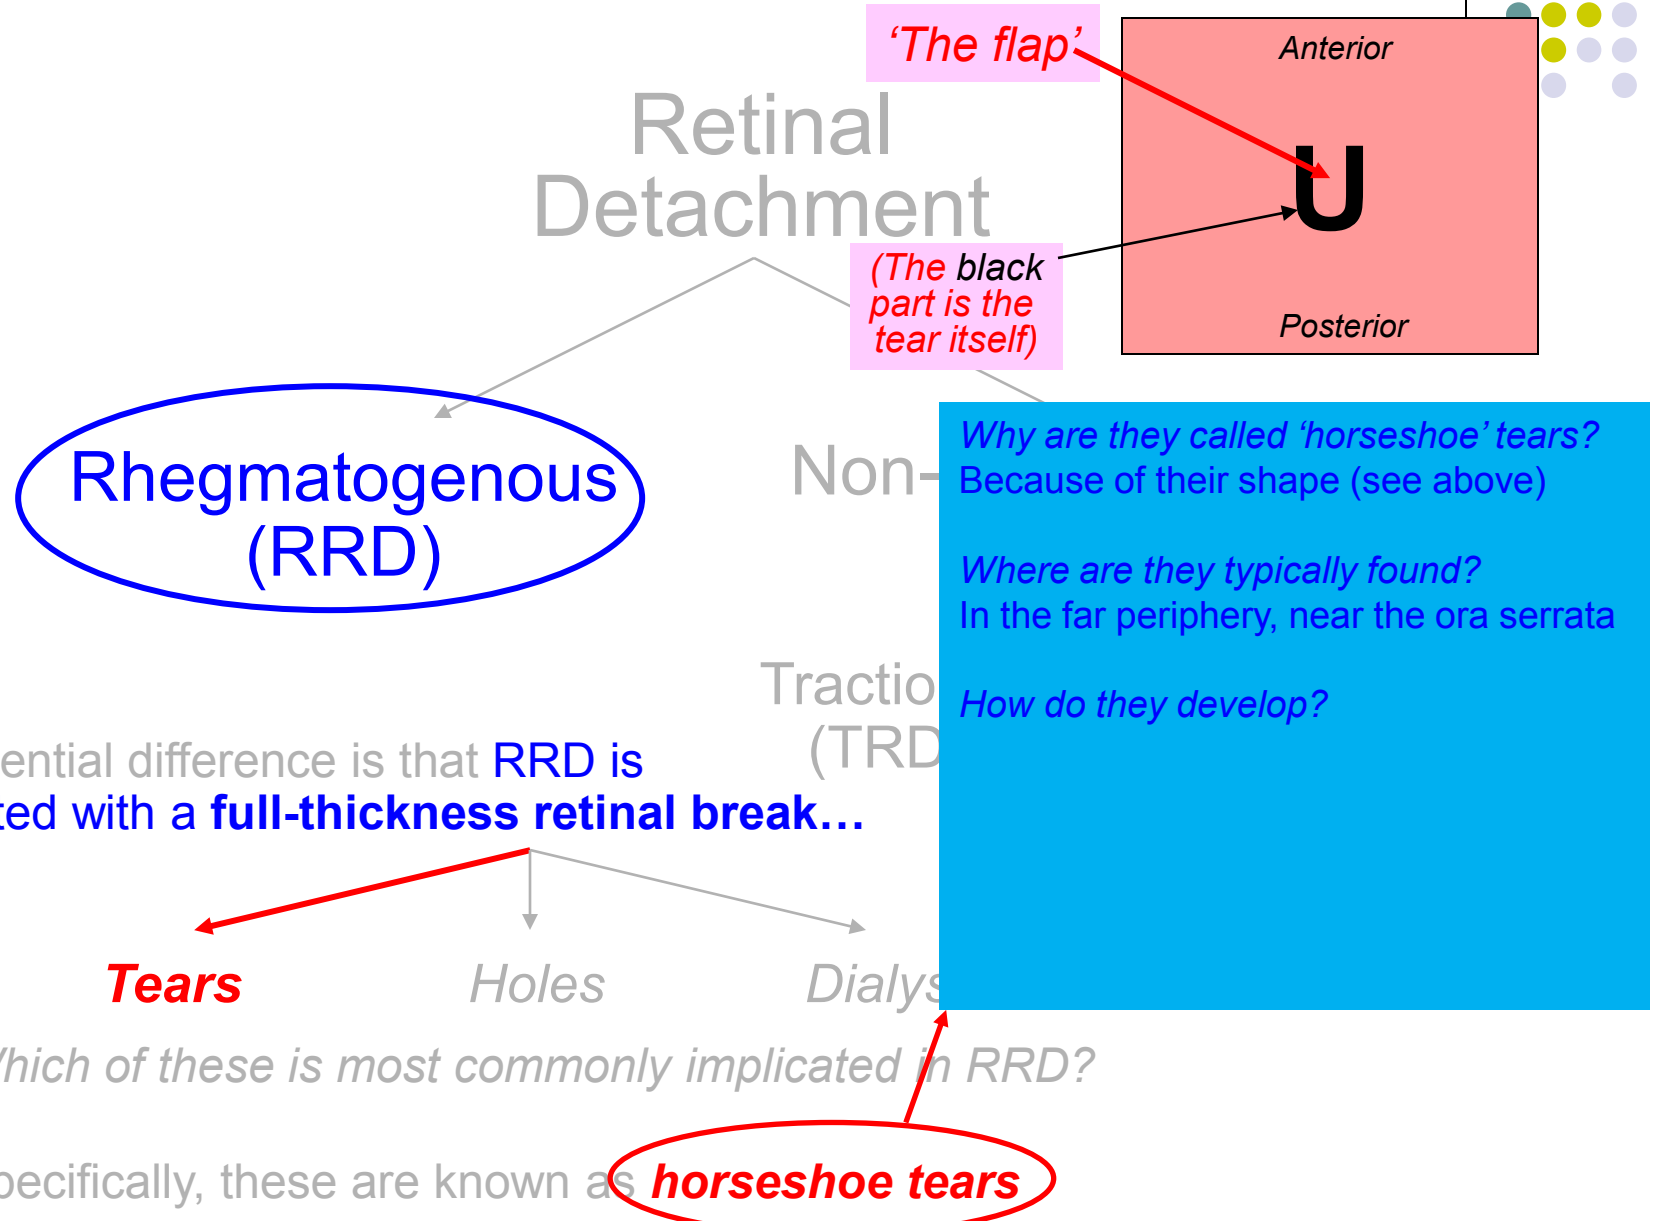 ‘The flap’
Anterior
Retinal
Detachment
U
(The black
part is the
tear itself)
Posterior
Rhegmatogenous
(RRD)
Non-
Why are they called ‘horseshoe’ tears?
Because of their shape (see above)
Where are they typically found?
In the far periphery, near the ora serrata
How do they develop?
Tractio
(TRD
ential difference is that RRD is
ted with a full-thickness retinal break…
Tears
Holes
Dialys
Which of these is most commonly implicated in RRD?
pecifically, these are known as horseshoe tears